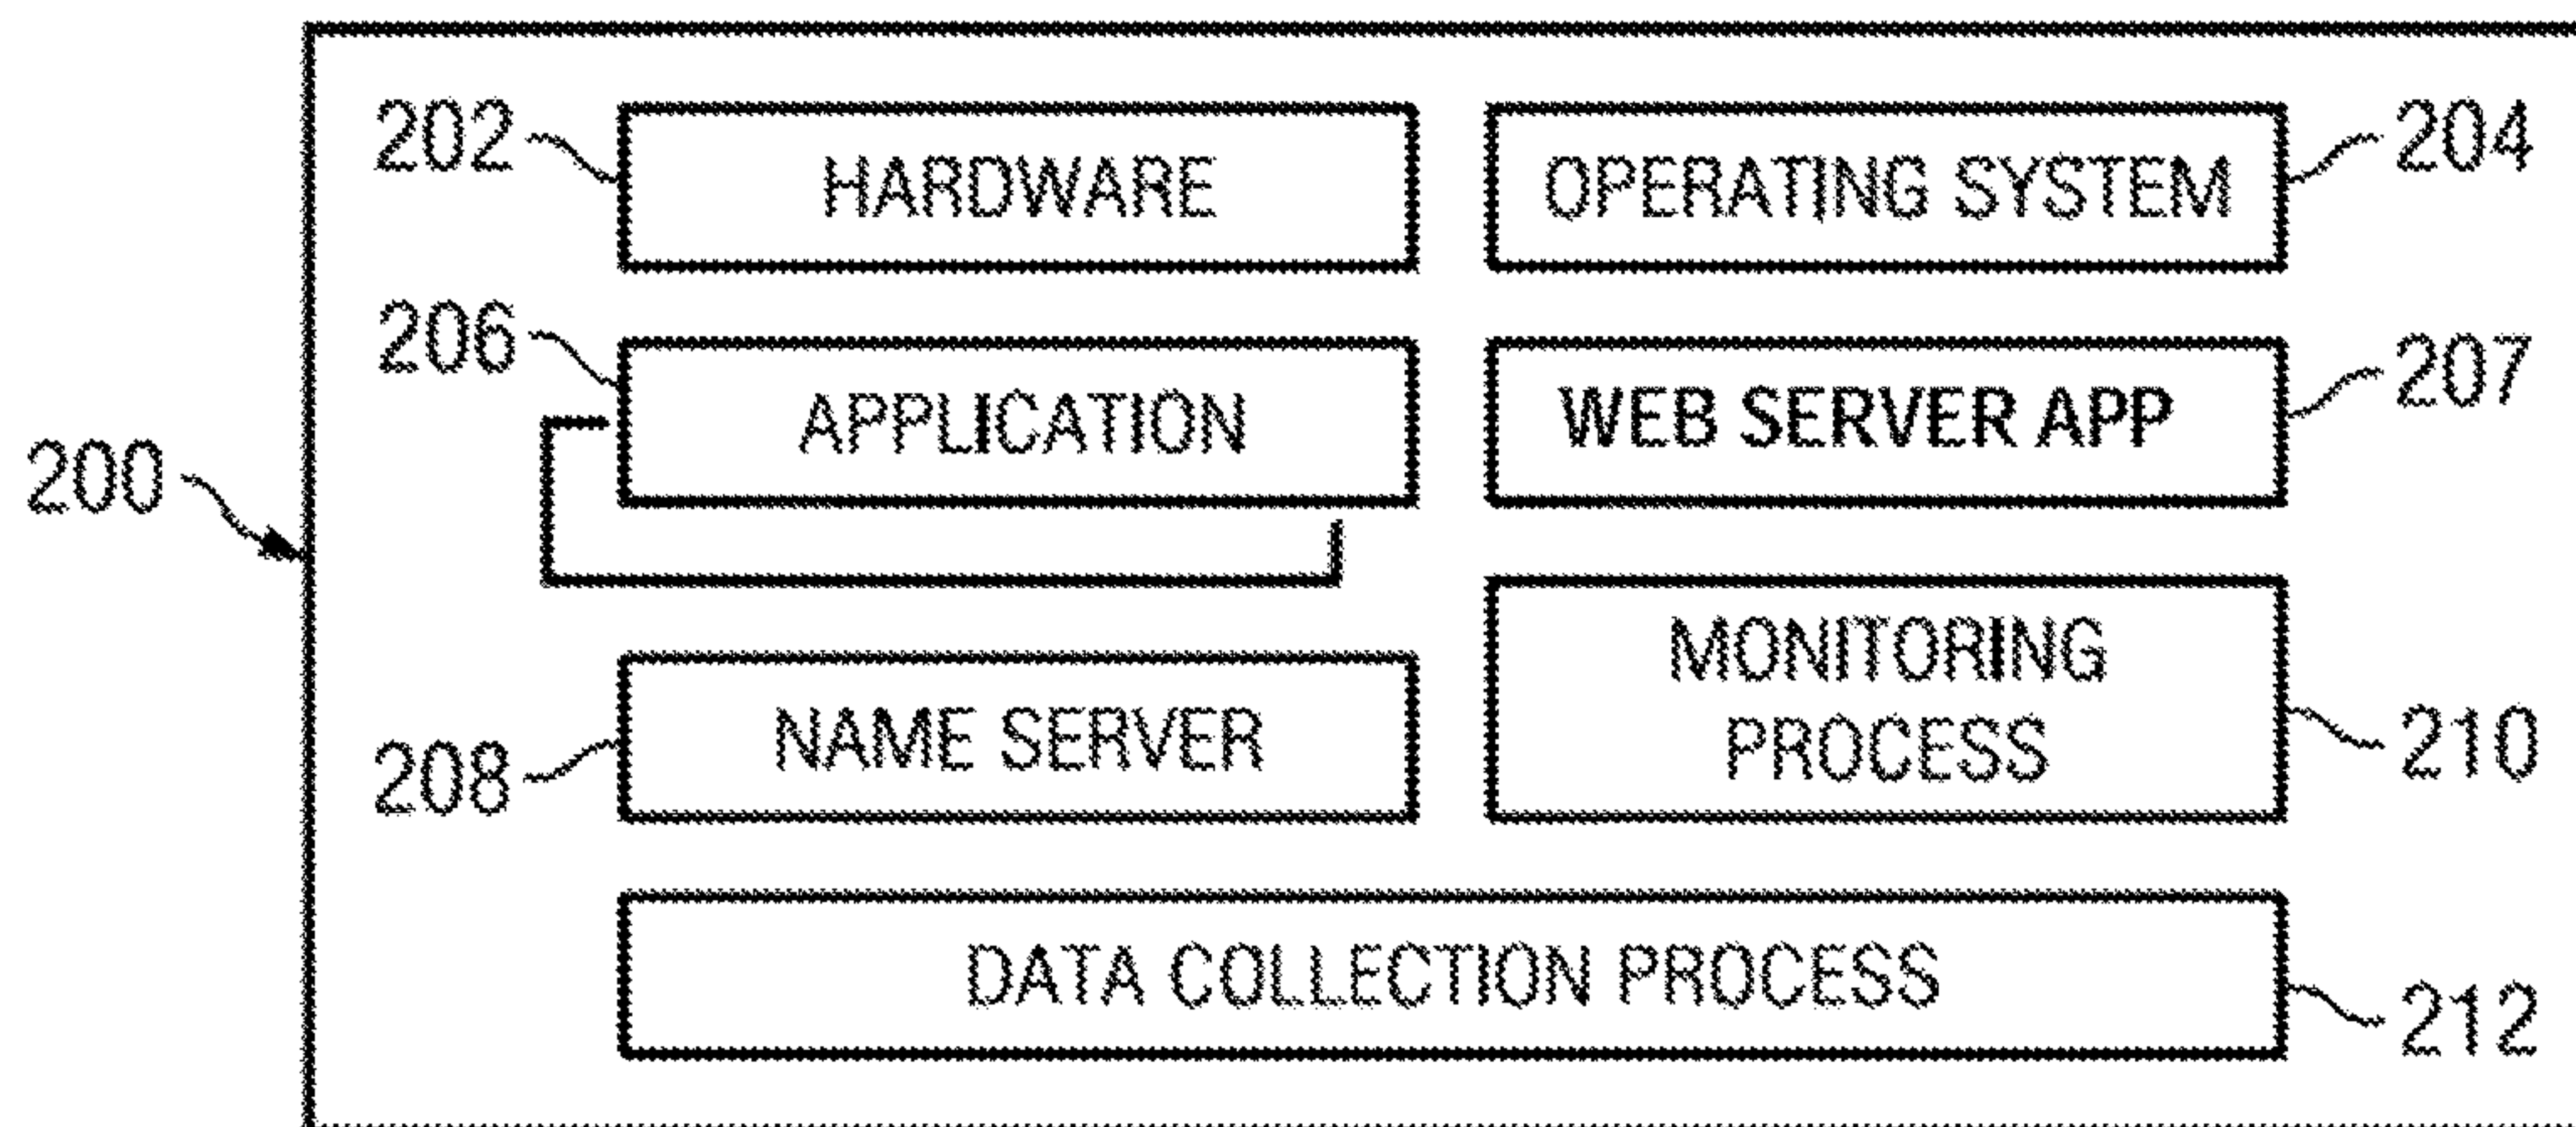 202
HARDWARE
OPERATING SYSTEM
204
206
APPLICATION
WEB SERVER APP
207
200
208
NAME SERVER
MONITORING
PROCESS
210
DATA COLLECTION PROCESS
212